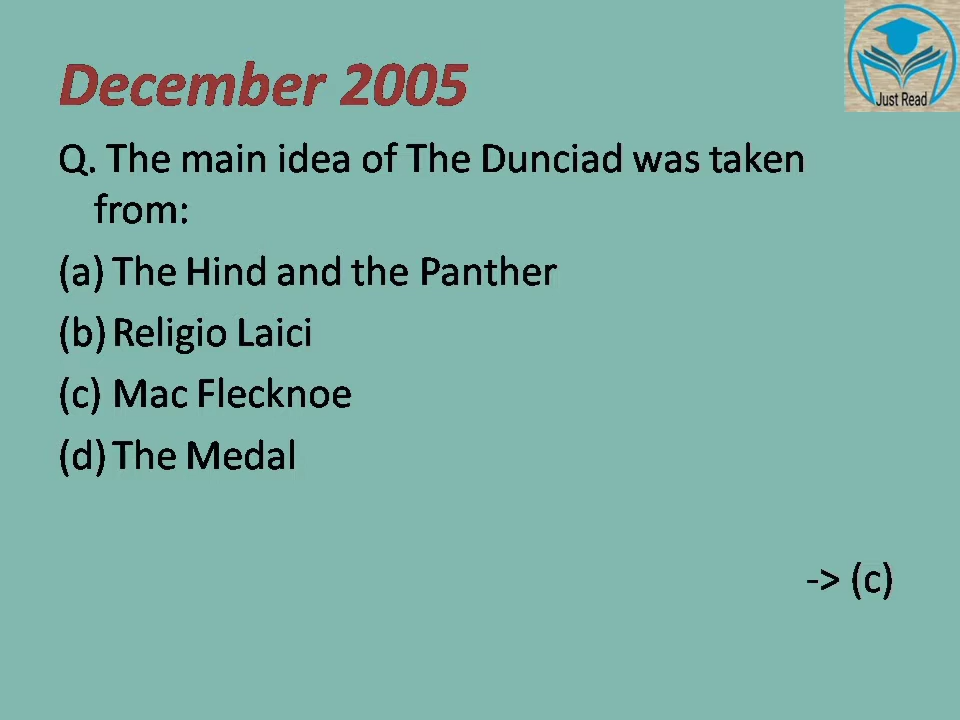 Just Read
December 2005
Q. The main idea of The Dunciad was taken
from:
(a) The Hind and the Panther
(b) Religio Laici
(c) Mac Flecknoe
(d) The Medal
-> (c)